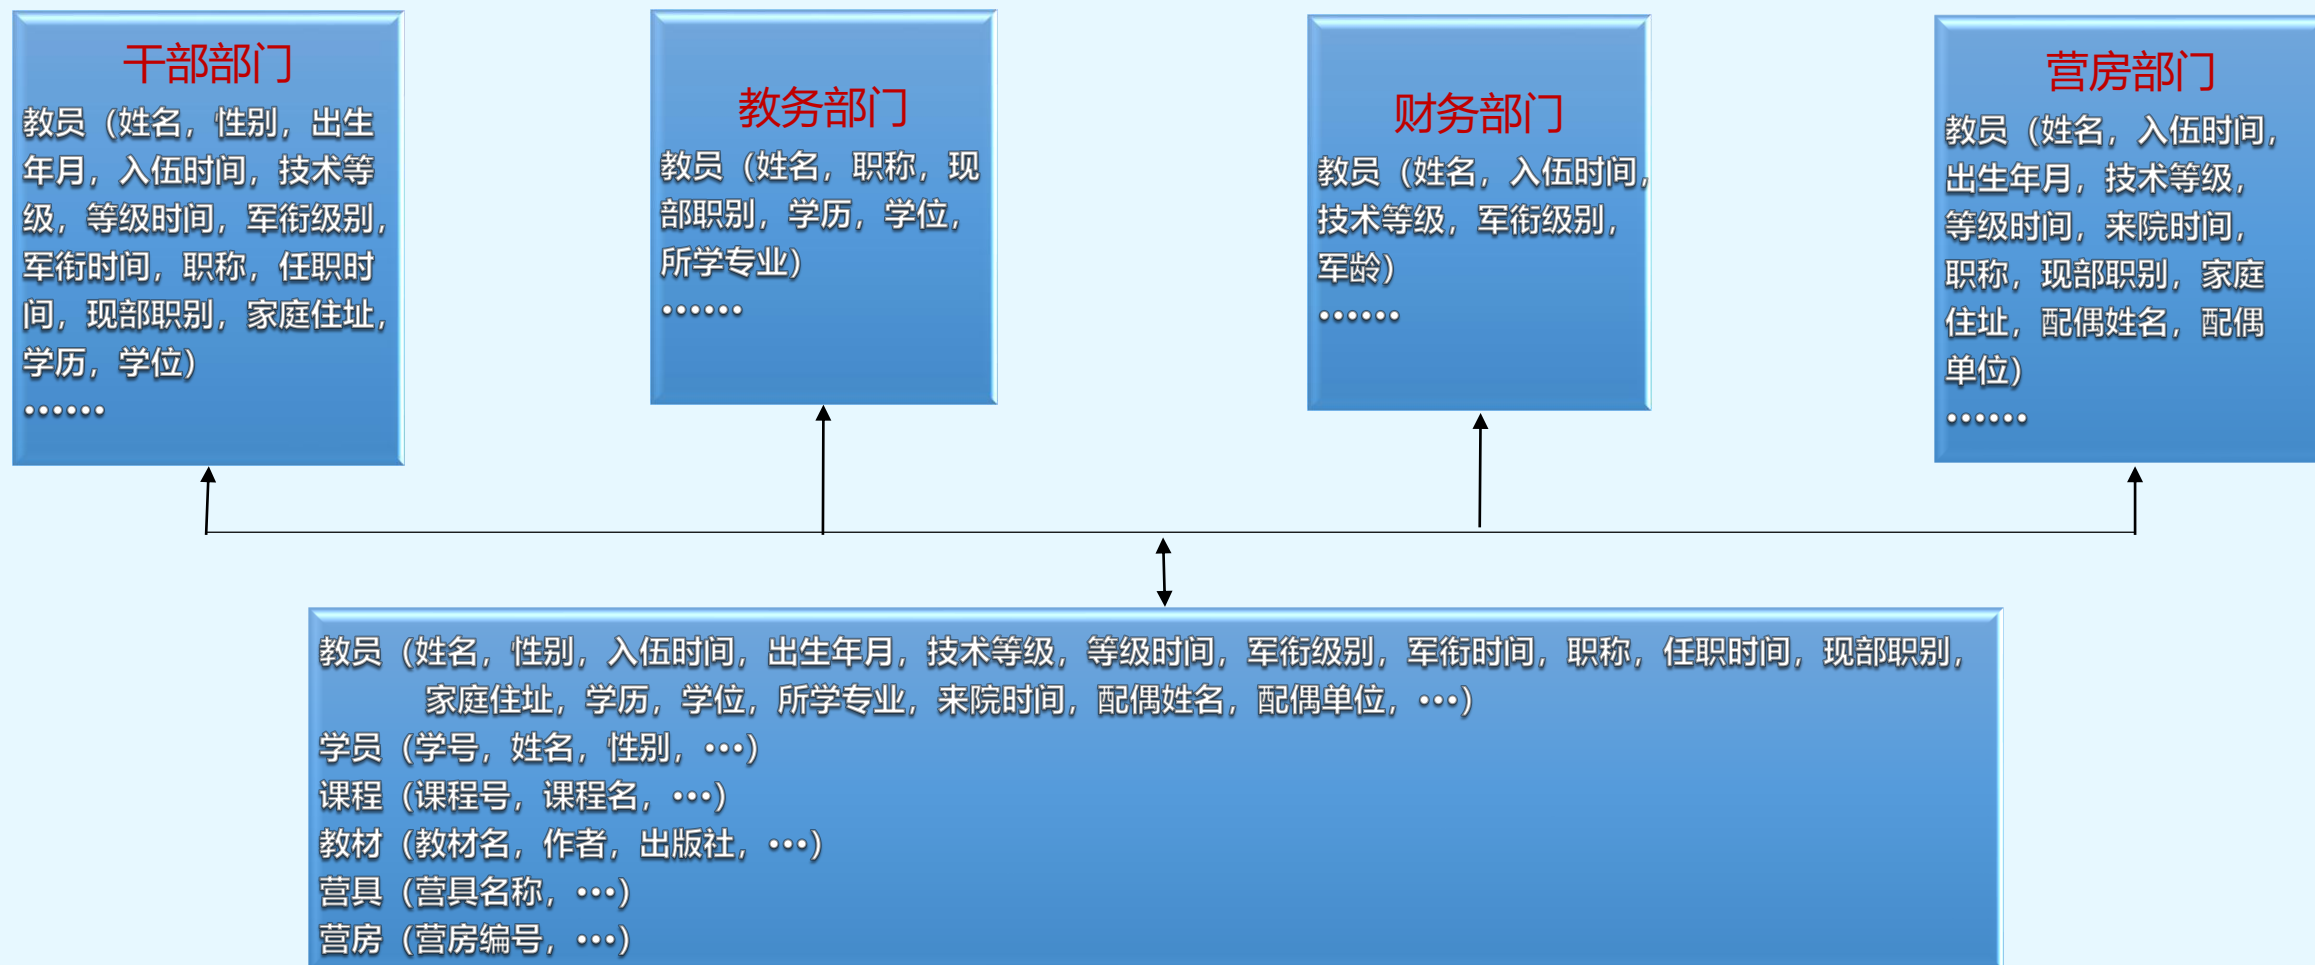 干部部门
教员（姓名，性别，出生
年月，入伍时间，技术等
级，等级时间，军衔级别，
军衔时间，职称，任职时
间，现部职别，家庭住址，
学历，学位）
••••••
教务部门
教员（姓名，职称，现
部职别，学历，学位，
所学专业）
••••••
财务部门
教员（姓名，入伍时间，
技术等级，军衔级别，
军龄）
••••••
营房部门
教员（姓名，入伍时间，
出生年月，技术等级，
等级时间，来院时间，
职称，现部职别，家庭
住址，配偶姓名，配偶
单位）
••••••
教员（姓名，性别，入伍时间，出生年月，技术等级，等级时间，军衔级别，军衔时间，职称，任职时间，现部职别，
家庭住址，学历，学位，所学专业，来院时间，配偶姓名，配偶单位，•••）
学员（学号，姓名，性别，•••）
课程（课程号，课程名，•••）
教材（教材名，作者，出版社，•••）
营具（营具名称，•••）
营房（营房编号，•••）